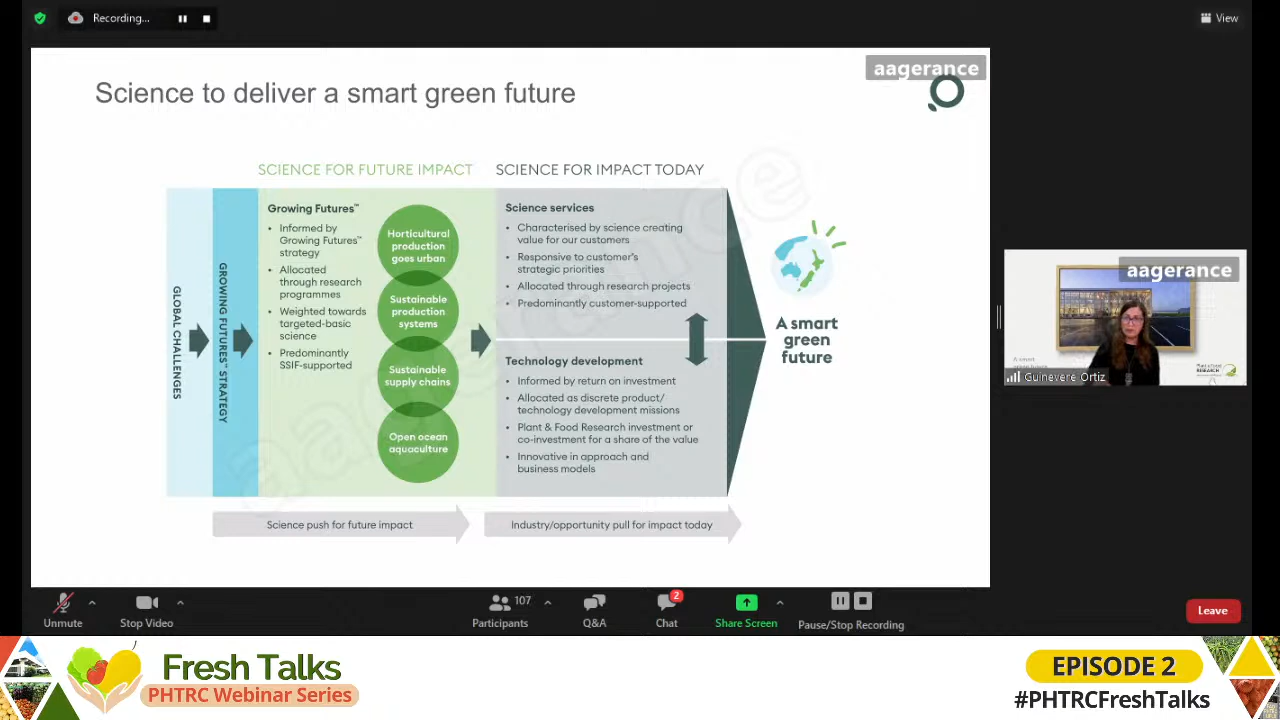 Recording...
View
aagerance
Science to deliver a smart green future
SCIENCE FOR FUTURE IMPACT
SCIENCE FOR IMPACT TODAY
GLOBAL CHALLENGES
GROWING FUTURES™ STRATEGY
Growing Futures™
• Informed by
Growing Futures™
strategy
• Allocated
through research
programmes
• Weighted towards
targeted-basic
science
• Predominantly
SSIF-supported
Horticultural
production
goes urban
Sustainable
production
systems
Sustainable
supply chains
Open ocean
aquaculture
Science services
• Characterised by science creating
value for our customers
• Responsive to customer's
strategic priorities
• Allocated through research projects
• Predominantly customer-supported
Technology development
• Informed by return on investment
• Allocated as discrete product/
technology development missions
• Plant & Food Research investment or
co-investment for a share of the value
• Innovative in approach and
business models
A smart
green
future
Science push for future impact
Industry/opportunity pull for impact today
aagerance
aagerance
A smart
RESEARCH
Guinevere Ortiz
Unmute
Stop Video
107
Participants
Q&A
2
Chat
Share Screen
Pause/Stop Recording
Leave
Fresh Talks
PHTRC Webinar Series
EPISODE 2
#PHTRCFreshTalks